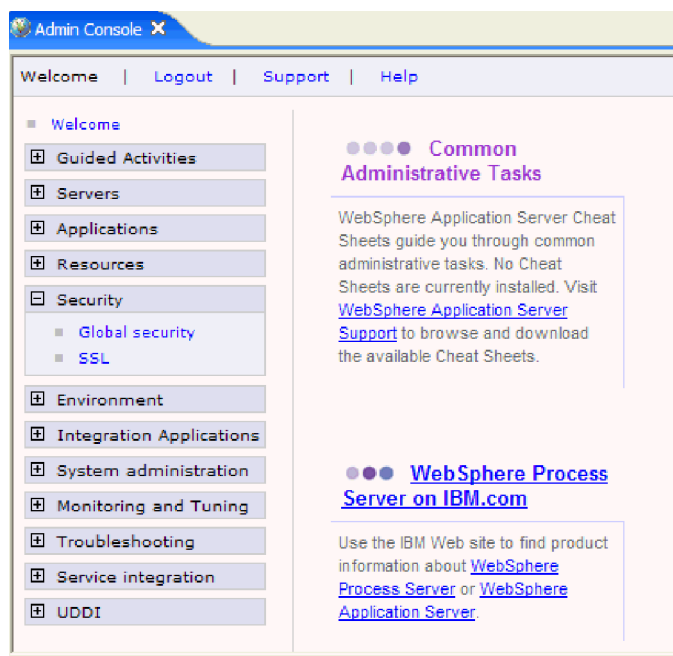 Admin Console
Welcome | Logout | Support | Help
Welcome
Guided Activities
Servers
Applications
Resources
Security
Global security
SSL
Environment
Integration Applications
System administration
Monitoring and Tuning
Troubleshooting
Service integration
UDDI
Common
Administrative Tasks
WebSphere Application Server Cheat
Sheets guide you through common
administrative tasks. No Cheat
Sheets are currently installed. Visit
WebSphere Application Server
Support to browse and download
the available Cheat Sheets.
WebSphere Process
Server on IBM.com
Use the IBM Web site to find product
information about WebSphere
Process Server or WebSphere
Application Server.